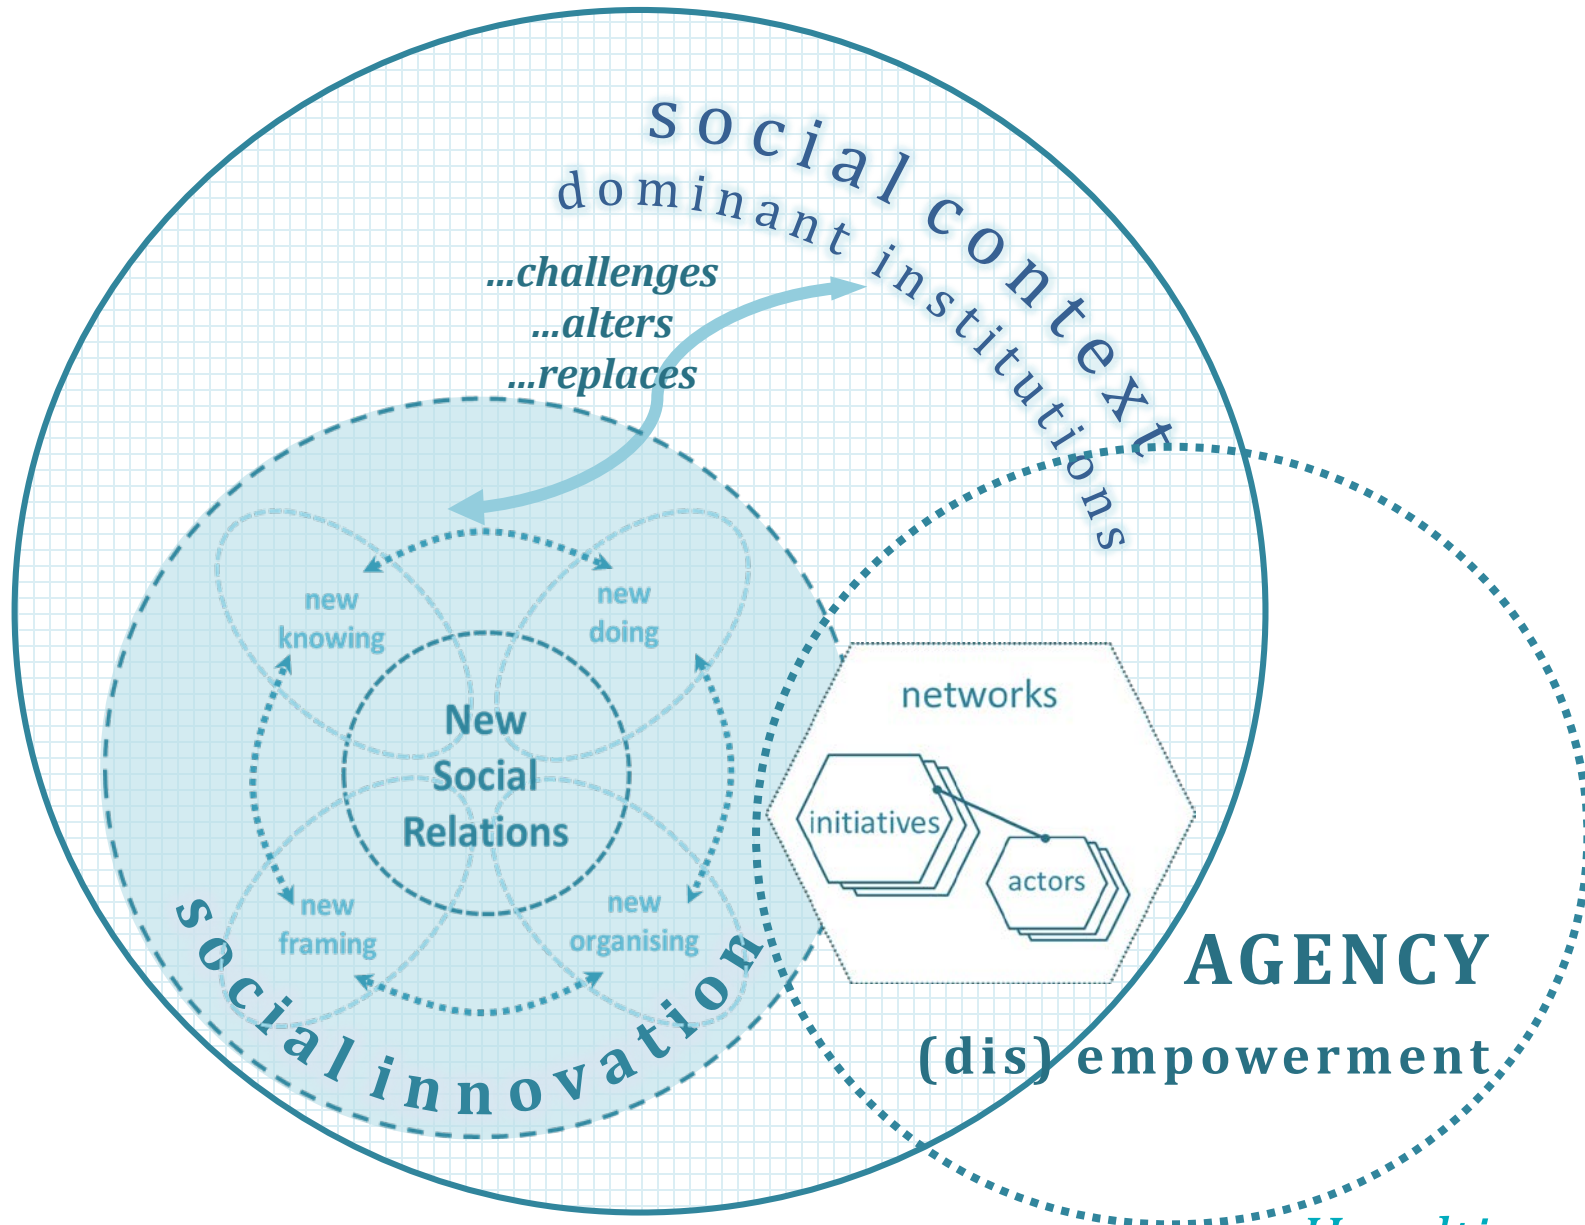 social context
dominant institutions
...challenges
...alters
...replaces
new
knowing
new
doing
New
Social
Relations
new
framing
new
organising
social innovation
networks
initiatives
actors
AGENCY
(dis) empowerment